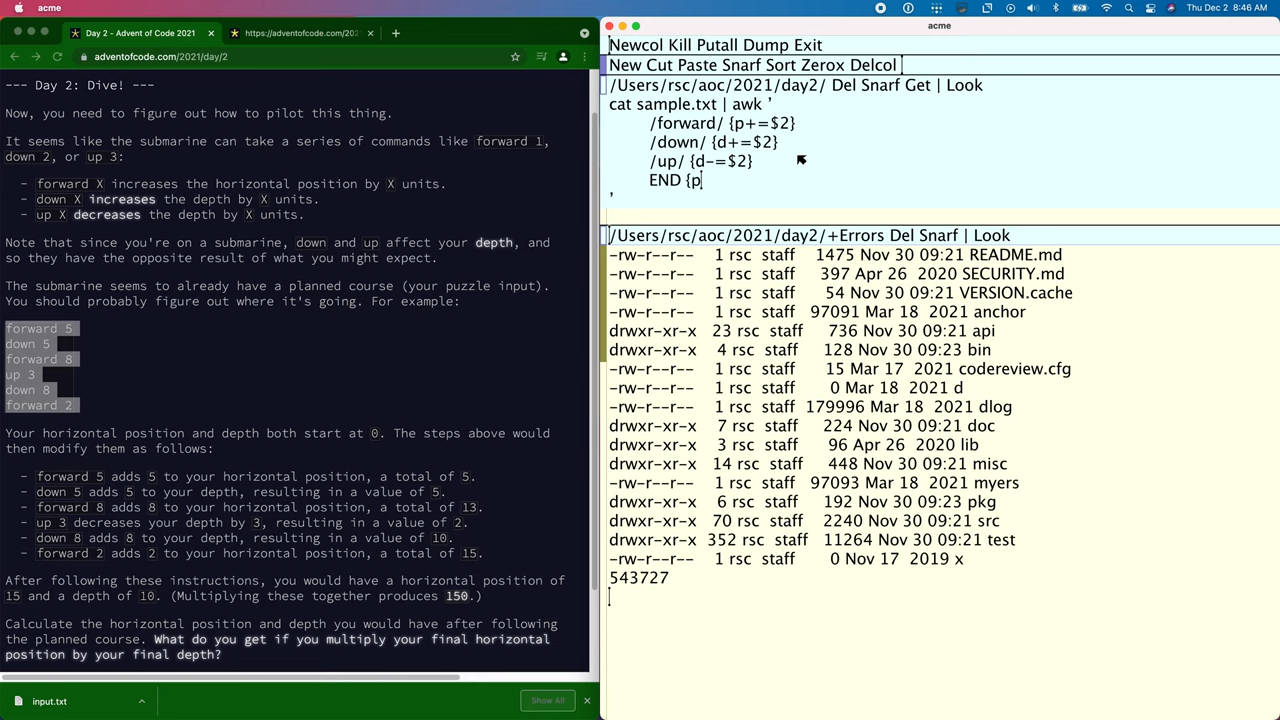 acme
Thu Dec 2 8:46 AM
Day 2 - Advent of Code 2021
https://adventofcode.com/202
adventofcode.com/2021/day/2
--- Day 2: Dive! ---
Now, you need to figure out how to pilot this thing.
It seems like the submarine can take a series of commands like forward 1,
down 2, or up 3:
- forward X increases the horizontal position by X units.
- down X increases the depth by X units.
- up X decreases the depth by X units.
Note that since you're on a submarine, down and up affect your depth, and
so they have the opposite result of what you might expect.
The submarine seems to already have a planned course (your puzzle input).
You should probably figure out where it's going. For example:
forward 5
down 5
forward 8
up 3
down 8
forward 2
Your horizontal position and depth both start at 0. The steps above would
then modify them as follows:
- forward 5 adds 5 to your horizontal position, a total of 5.
- down 5 adds 5 to your depth, resulting in a value of 5.
- forward 8 adds 8 to your horizontal position, a total of 13.
- up 3 decreases your depth by 3, resulting in a value of 2.
- down 8 adds 8 to your depth, resulting in a value of 10.
- forward 2 adds 2 to your horizontal position, a total of 15.
After following these instructions, you would have a horizontal position of
15 and a depth of 10. (Multiplying these together produces 150.)
Calculate the horizontal position and depth you would have after following
the planned course. What do you get if you multiply your final horizontal
position by your final depth?
input.txt
Show All
acme
Newcol Kill Putall Dump Exit
New Cut Paste Snarf Sort Zerox Delcol
/Users/rsc/aoc/2021/day2/ Del Snarf Get | Look
cat sample.txt | awk '
/forward/ {p+=$2}
/down/ {d+=$2}
/up/ {d-=$2}
END {p
'
/Users/rsc/aoc/2021/day2/+Errors Del Snarf | Look
-rw-r--r-- 1 rsc staff 1475 Nov 30 09:21 README.md
-rw-r--r-- 1 rsc staff 397 Apr 26 2020 SECURITY.md
-rw-r--r-- 1 rsc staff 54 Nov 30 09:21 VERSION.cache
-rw-r--r-- 1 rsc staff 97091 Mar 18 2021 anchor
drwxr-xr-x 23 rsc staff 736 Nov 30 09:21 api
drwxr-xr-x 4 rsc staff 128 Nov 30 09:23 bin
-rw-r--r-- 1 rsc staff 15 Mar 17 2021 codereview.cfg
-rw-r--r-- 1 rsc staff 0 Mar 18 2021 d
-rw-r--r-- 1 rsc staff 179996 Mar 18 2021 dlog
drwxr-xr-x 7 rsc staff 224 Nov 30 09:21 doc
drwxr-xr-x 3 rsc staff 96 Apr 26 2020 lib
drwxr-xr-x 14 rsc staff 448 Nov 30 09:21 misc
-rw-r--r-- 1 rsc staff 97093 Mar 18 2021 myers
drwxr-xr-x 6 rsc staff 192 Nov 30 09:23 pkg
drwxr-xr-x 70 rsc staff 2240 Nov 30 09:21 src
drwxr-xr-x 352 rsc staff 11264 Nov 30 09:21 test
-rw-r--r-- 1 rsc staff 0 Nov 17 2019 x
543727